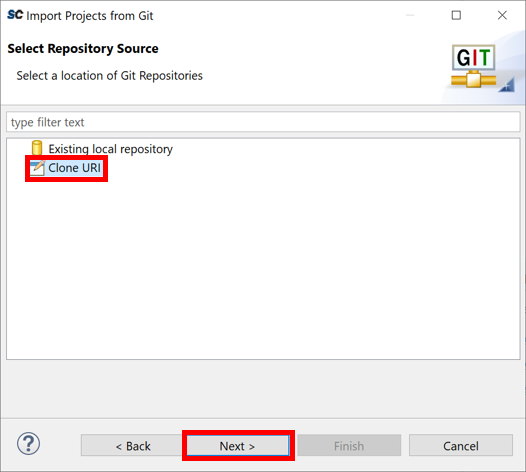 SC Import Projects from Git
Select Repository Source
Select a location of Git Repositories
GIT
type filter text
Existing local repository
Clone URI
?
< Back
Next >
Finish
Cancel